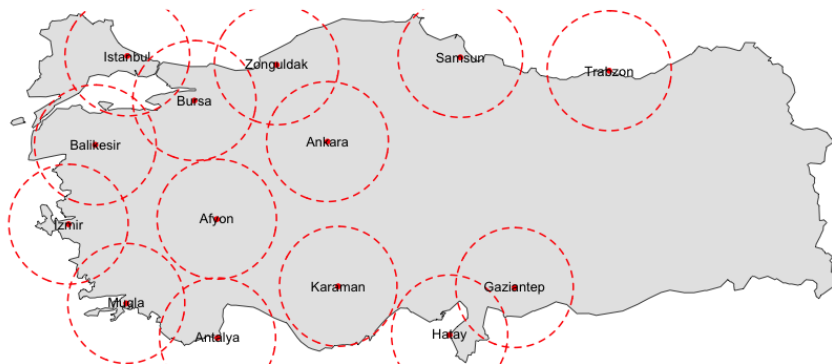 Istanbul
Zonguldak
Samsun
Trabzon
Bursa
Balikesir
Ankara
Afyon
Izmir
Mugla
Karaman
Gaziantep
Antalya
Hatay